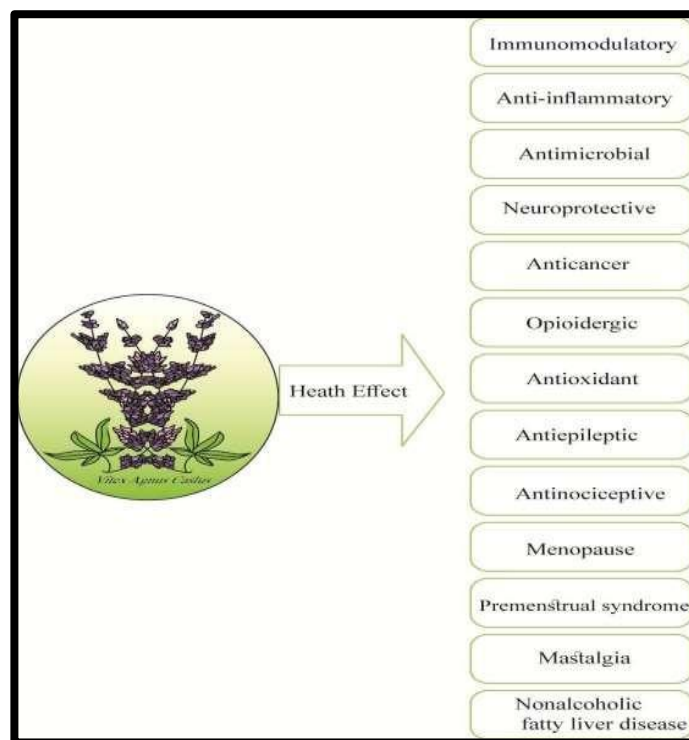 Immunomodulatory
Anti-inflammatory
Antimicrobial
Neuroprotective
Anticancer
Opioidergic
Antioxidant
Antiepileptic
Antinociceptive
Menopause
Premenstrual syndrome
Mastalgia
Nonalcoholic
fatty liver disease
Heath Effect
Vitex Agnus Castus